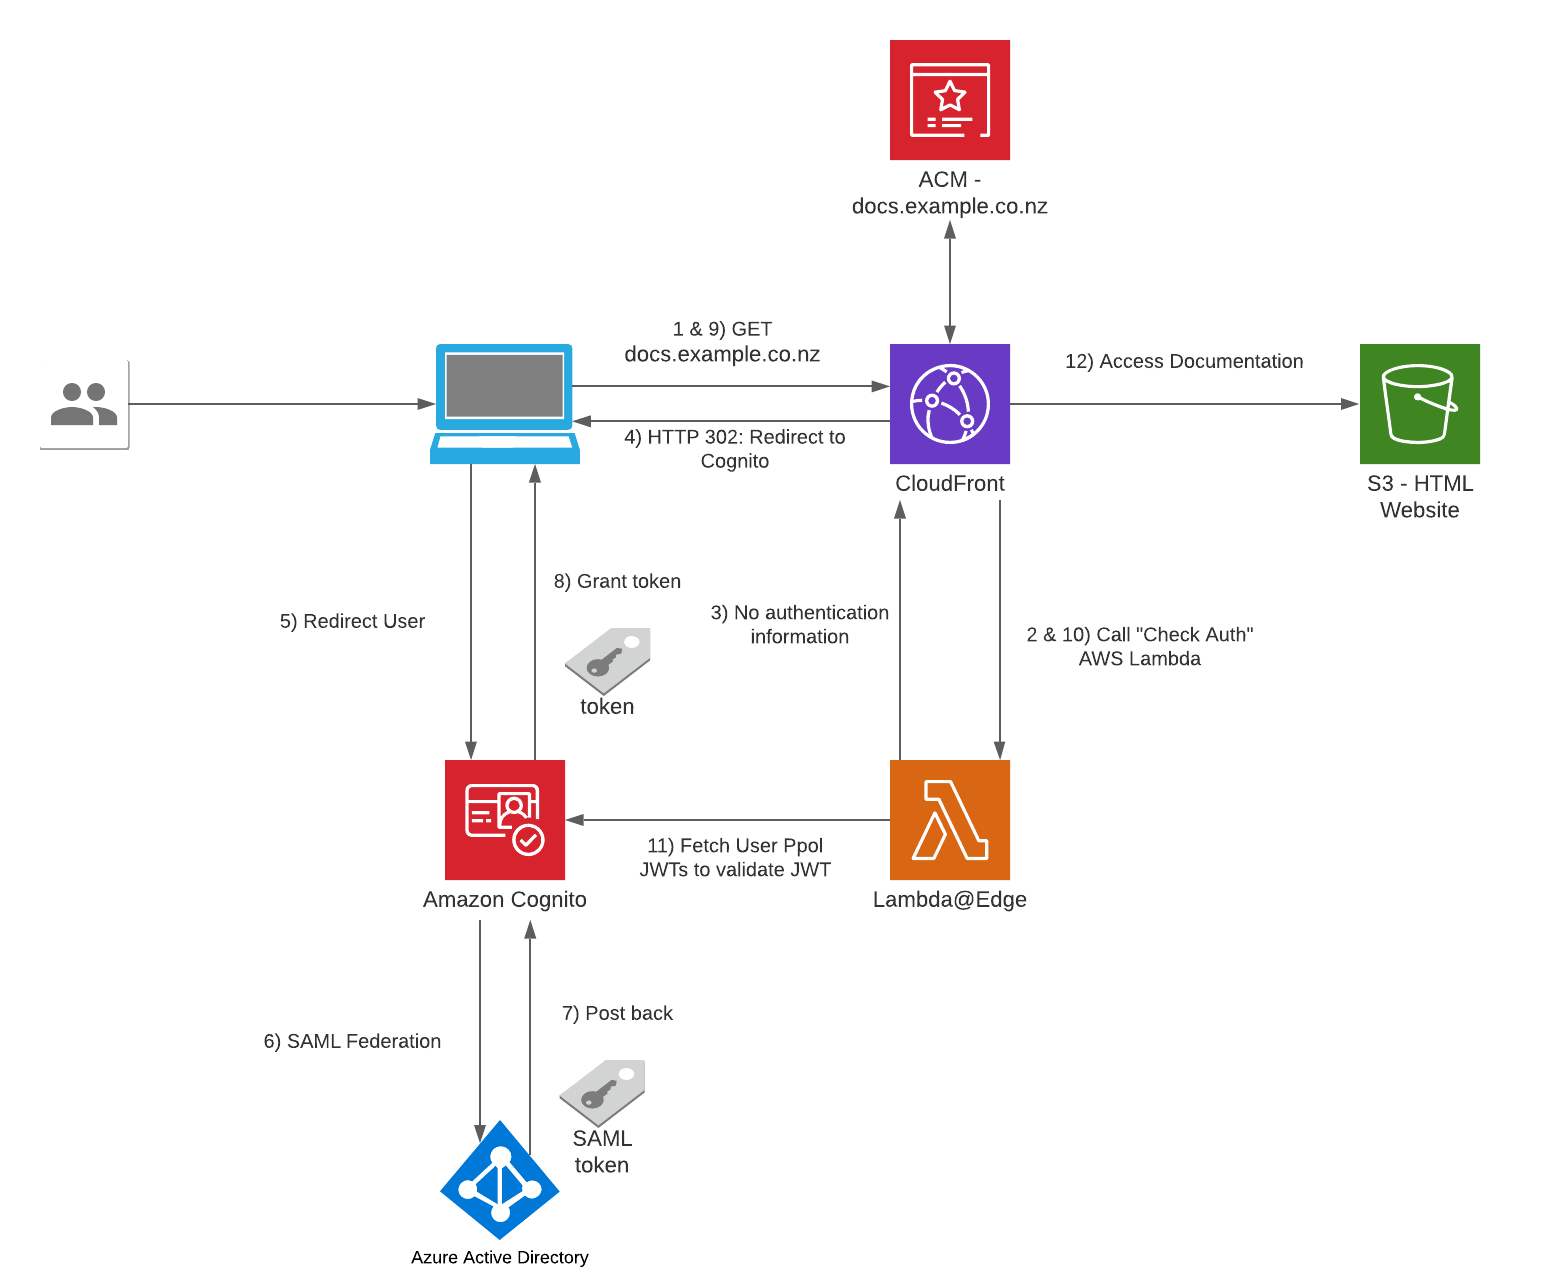 ACM -
docs.example.co.nz
1 & 9) GET
docs.example.co.nz
12) Access Documentation
4) HTTP 302: Redirect to
Cognito
CloudFront
S3 - HTML
Website
8) Grant token
5) Redirect User
3) No authentication
information
2 & 10) Call "Check Auth"
AWS Lambda
token
11) Fetch User Ppol
JWTs to validate JWT
Amazon Cognito
Lambda@Edge
7) Post back
6) SAML Federation
SAML
token
Azure Active Directory